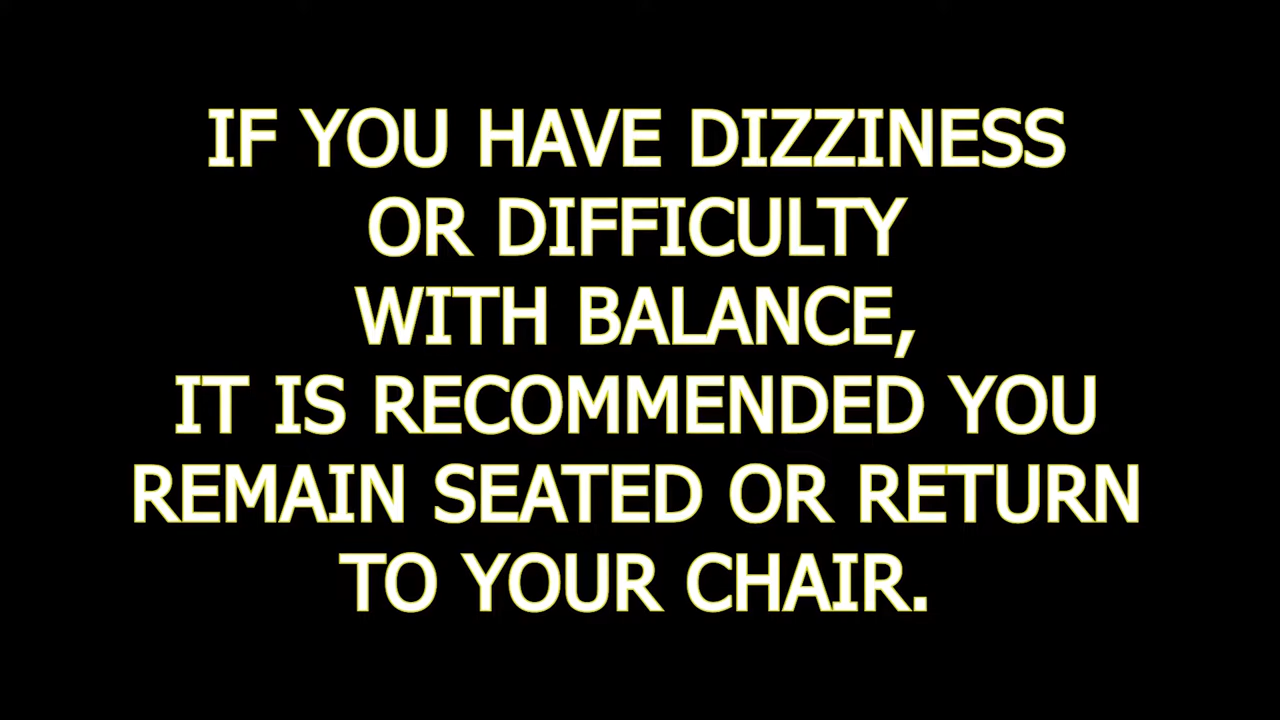 IF YOU HAVE DIZZINESS
OR DIFFICULTY
WITH BALANCE,
IT IS RECOMMENDED YOU
REMAIN SEATED OR RETURN
TO YOUR CHAIR.